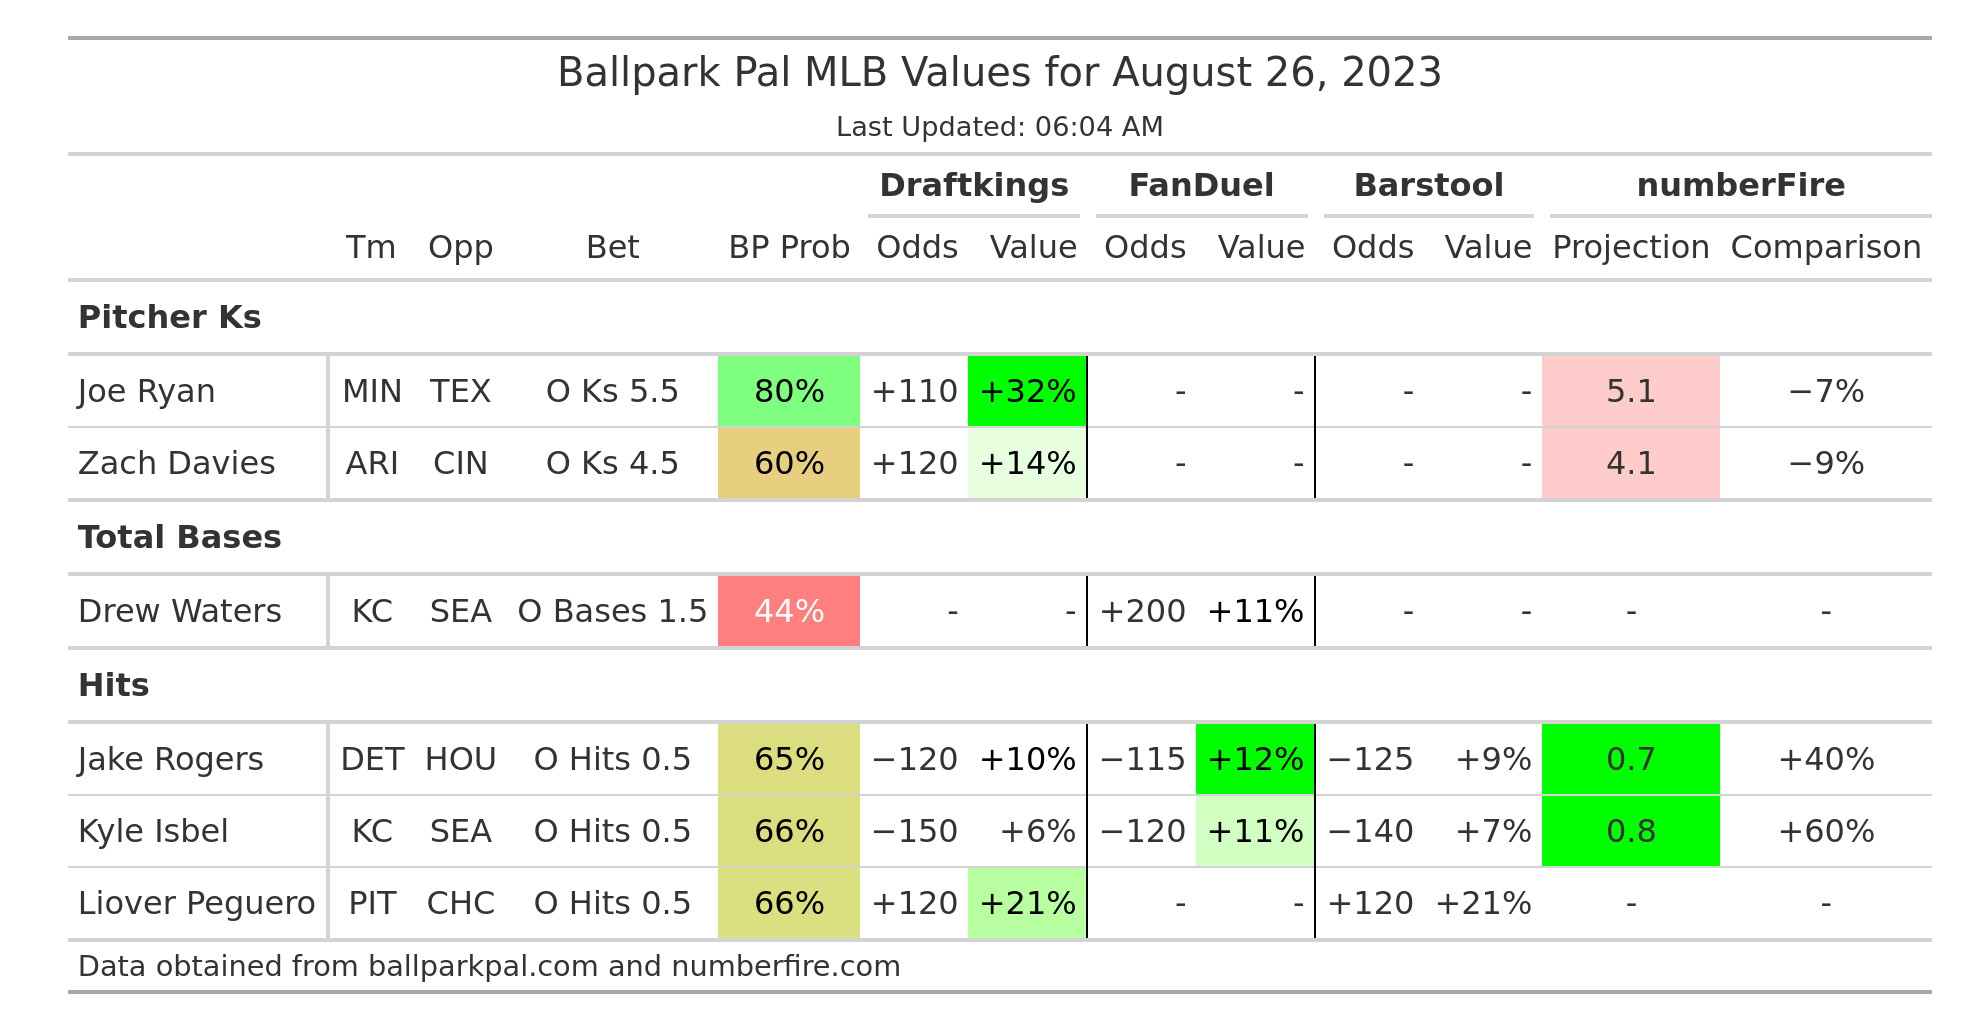 Ballpark Pal MLB Values for August 26, 2023
Last Updated: 06:04 AM
Draftkings FanDuel Barstool numberFire
Tm Opp Bet BP Prob Odds Value Odds Value Odds Value Projection Comparison
Pitcher Ks
Joe Ryan MIN TEX O Ks 5.5 80% +110 +32% - - - - 5.1 −7%
Zach Davies ARI CIN O Ks 4.5 60% +120 +14% - - - - 4.1 −9%
Total Bases
Drew Waters KC SEA O Bases 1.5 44% - - +200 +11% - - - -
Hits
Jake Rogers DET HOU O Hits 0.5 65% −120 +10% −115 +12% −125 +9% 0.7 +40%
Kyle Isbel KC SEA O Hits 0.5 66% −150 +6% −120 +11% −140 +7% 0.8 +60%
Liover Peguero PIT CHC O Hits 0.5 66% +120 +21% - - +120 +21% - -
Data obtained from ballparkpal.com and numberfire.com